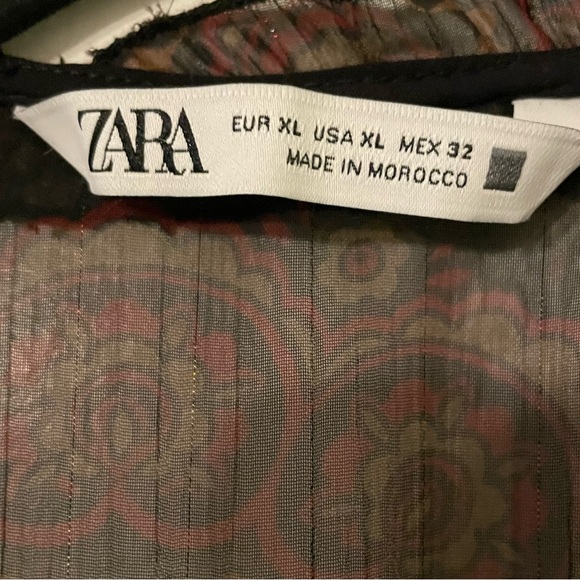 ZARA
EUR XL USA XL MEX 32
MADE IN MOROCCO